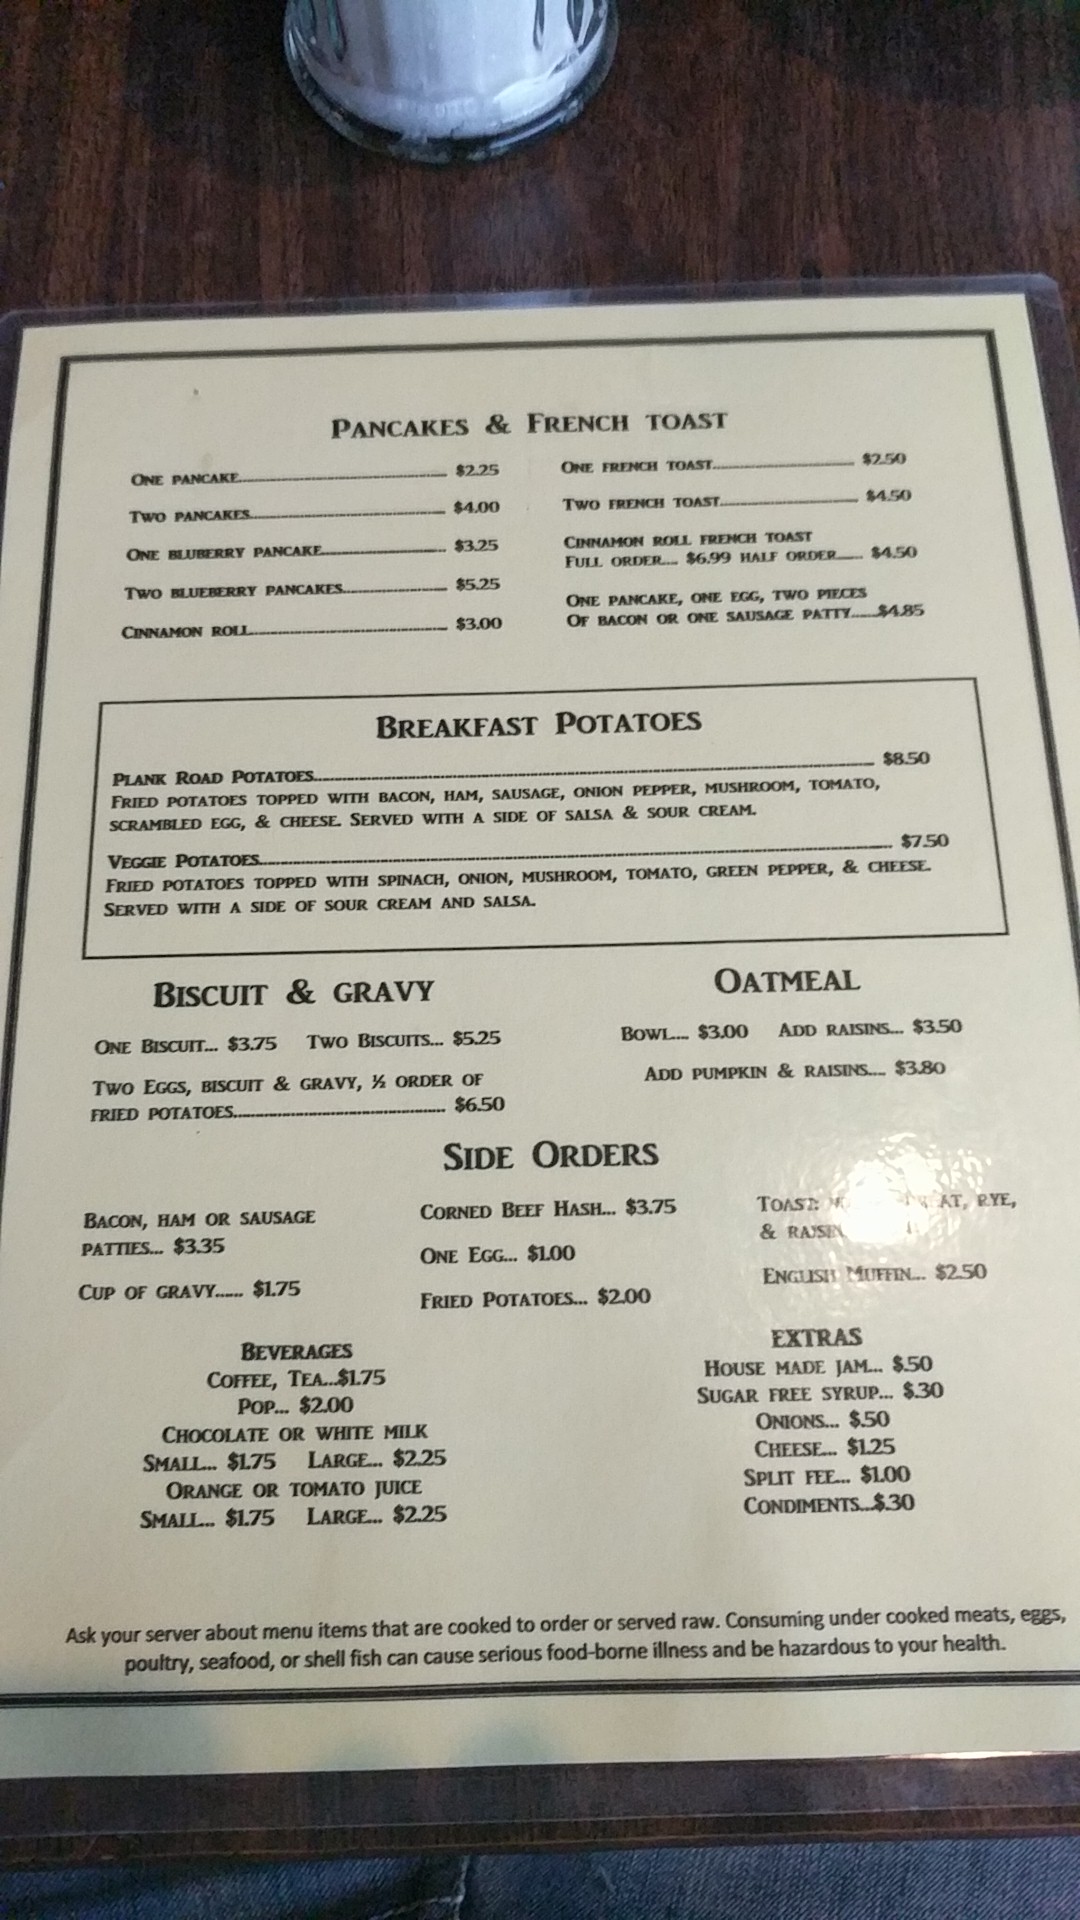 Pancakes & French toast
One pancake........ $2.25
Two pancakes........ $4.00
One bluberry pancake........ $3.25
Two blueberry pancakes........ $5.25
Cinnamon roll........ $3.00
One french toast........ $2.50
Two french toast........ $4.50
Cinnamon roll french toast
Full order.... $6.99 half order...... $4.50
One pancake, one egg, two pieces
Of bacon or one sausage patty......$4.85
Breakfast Potatoes
Plank Road Potatoes........ $8.50
Fried potatoes topped with bacon, ham, sausage, onion pepper, mushroom, tomato,
scrambled egg, & cheese. Served with a side of salsa & sour cream.
Veggie Potatoes........ $7.50
Fried potatoes topped with spinach, onion, mushroom, tomato, green pepper, & cheese.
Served with a side of sour cream and salsa.
Biscuit & gravy
One Biscuit... $3.75 Two Biscuits... $5.25
Two Eggs, biscuit & gravy, ½ order of
fried potatoes........ $6.50
Oatmeal
Bowl.... $3.00 Add raisins... $3.50
Add pumpkin & raisins.... $3.80
Side Orders
Bacon, ham or sausage
patties... $3.35
Cup of gravy...... $1.75
Corned Beef Hash... $3.75
One Egg... $1.00
Fried Potatoes... $2.00
Toast: rye,
&
English Muffin... $2.50
Beverages
Coffee, Tea...$1.75
Pop... $2.00
Chocolate or white milk
Small... $1.75 Large... $2.25
Orange or tomato juice
Small... $1.75 Large... $2.25
extras
House made jam... $.50
Sugar free syrup... $.30
Onions... $.50
Cheese... $1.25
Split fee... $1.00
Condiments...$.30
Ask your server about menu items that are cooked to order or served raw. Consuming under cooked meats, eggs,
poultry, seafood, or shell fish can cause serious food-borne illness and be hazardous to your health.